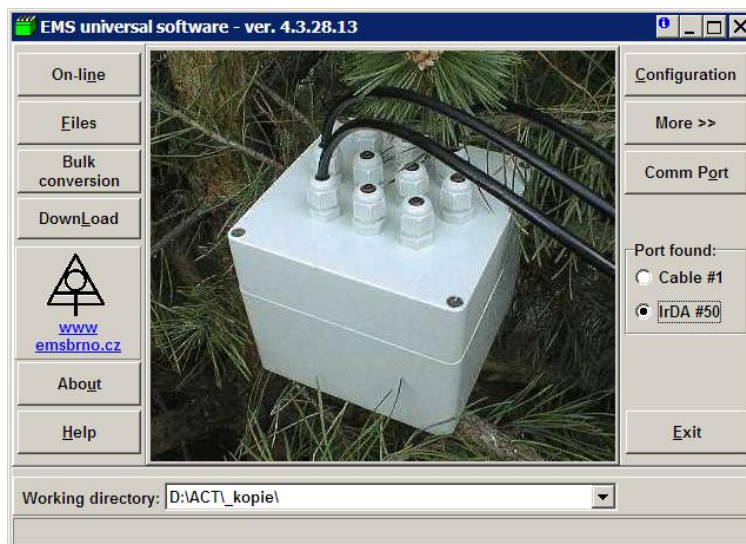 EMS universal software - ver. 4.3.28.13
On-line
Files
Bulk
conversion
DownLoad
www
emsbrno.cz
About
Help
Configuration
More >>
Comm Port
Port found:
Cable #1
IrDA #50
Exit
Working directory: D:\ACT\_kopie\